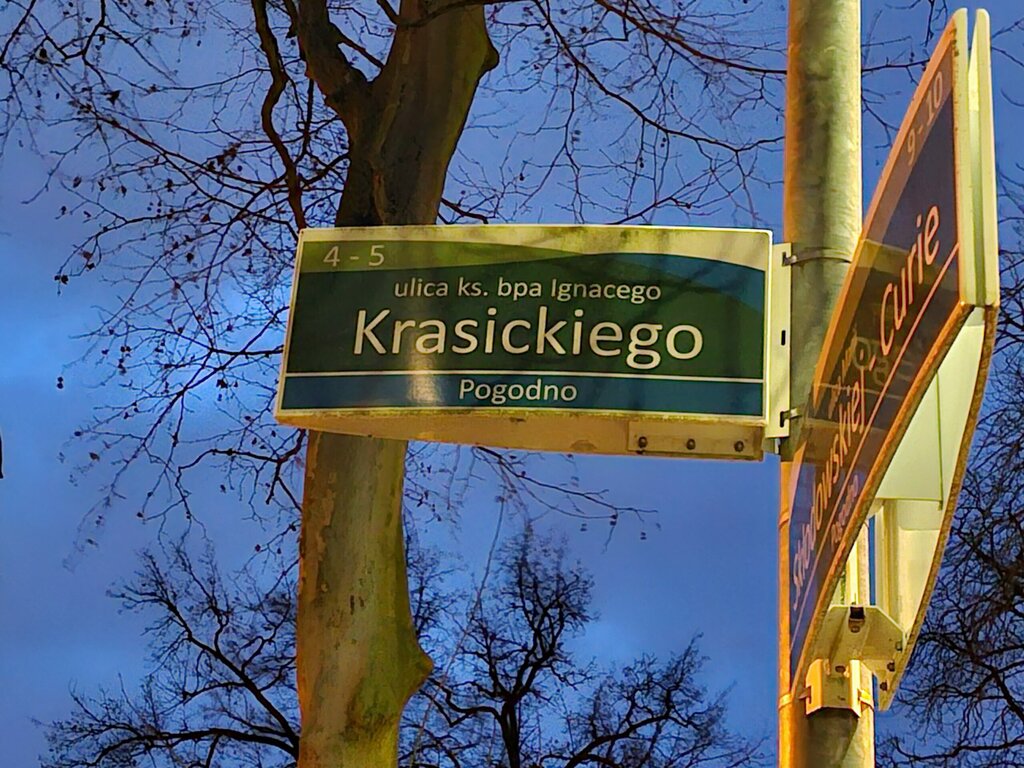 4 - 5
ulica ks. bpa Ignacego
Krasickiego
Pogodno
9 - 10
Skłodowskiej - Curie